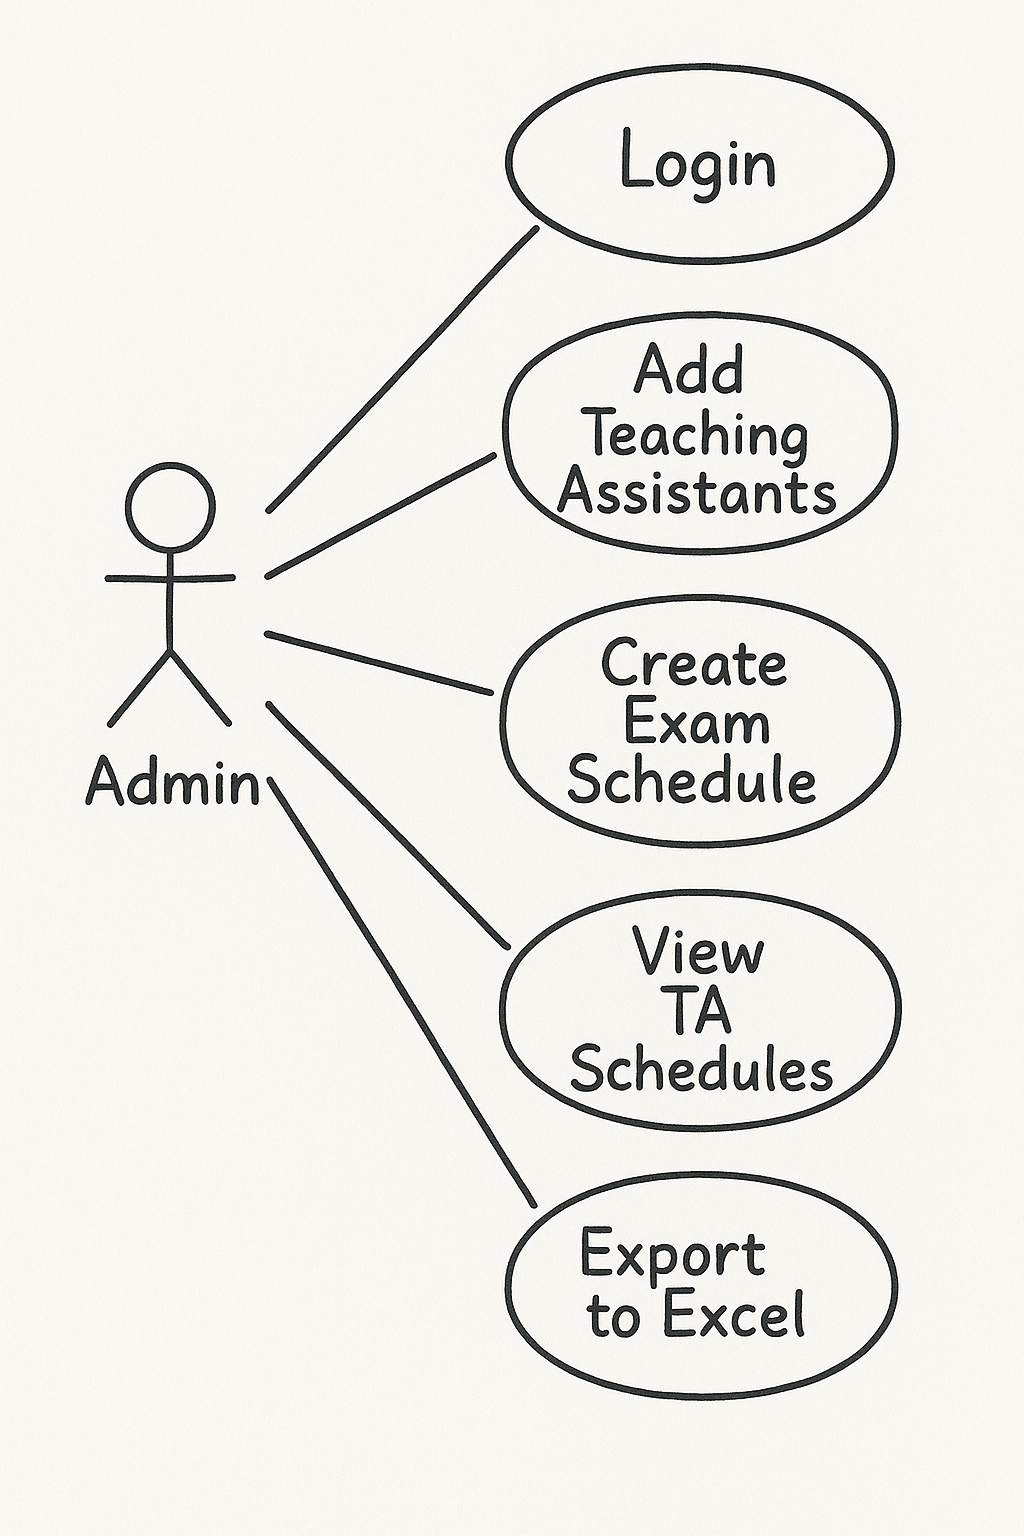 Login
Add
Teaching
Assistants
Create
Exam
Schedule
Admin
View
TA
Schedules
Export
to Excel